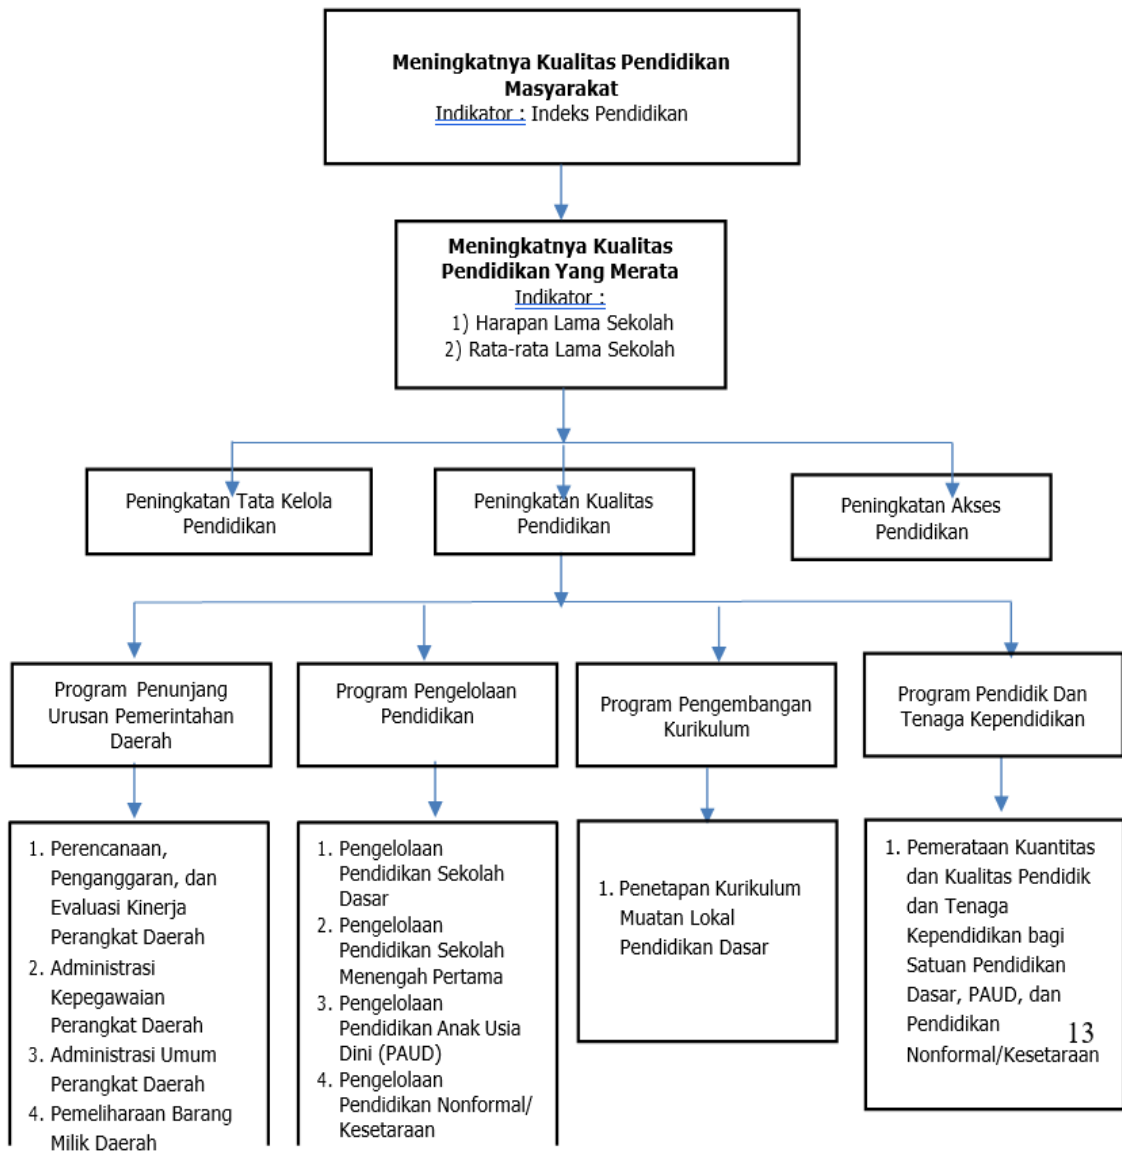 Meningkatnya Kualitas Pendidikan
Masyarakat
Indikator : Indeks Pendidikan
Meningkatnya Kualitas
Pendidikan Yang Merata
Indikator :
1) Harapan Lama Sekolah
2) Rata-rata Lama Sekolah
Peningkatan Tata Kelola
Pendidikan
Peningkatan Kualitas
Pendidikan
Peningkatan Akses
Pendidikan
Program Penunjang
Urusan Pemerintahan
Daerah
Program Pengelolaan
Pendidikan
Program Pengembangan
Kurikulum
Program Pendidik Dan
Tenaga Kependidikan
1. Perencanaan,
Penganggaran, dan
Evaluasi Kinerja
Perangkat Daerah
2. Administrasi
Kepegawaian
Perangkat Daerah
3. Administrasi Umum
Perangkat Daerah
4. Pemeliharaan Barang
Milik Daerah
1. Pengelolaan
Pendidikan Sekolah
Dasar
2. Pengelolaan
Pendidikan Sekolah
Menengah Pertama
3. Pengelolaan
Pendidikan Anak Usia
Dini (PAUD)
4. Pengelolaan
Pendidikan Nonformal/
Kesetaraan
1. Penetapan Kurikulum
Muatan Lokal
Pendidikan Dasar
1. Pemerataan Kuantitas
dan Kualitas Pendidik
dan Tenaga
Kependidikan bagi
Satuan Pendidikan
Dasar, PAUD, dan
Pendidikan
Nonformal/Kesetaraan
13